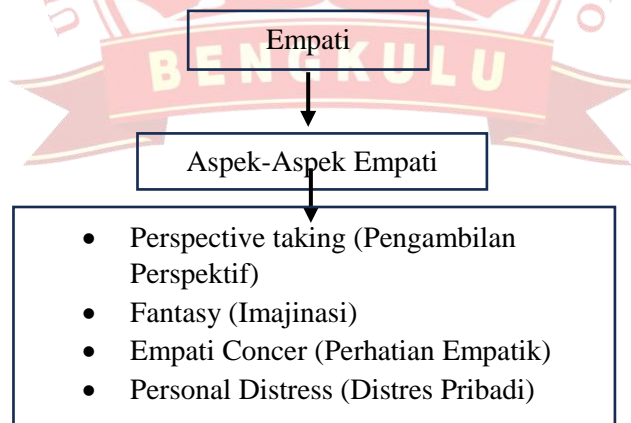 BENGKULU
Empati
Aspek-Aspek Empati
• Perspective taking (Pengambilan
Perspektif)
• Fantasy (Imajinasi)
• Empati Concer (Perhatian Empatik)
• Personal Distress (Distres Pribadi)